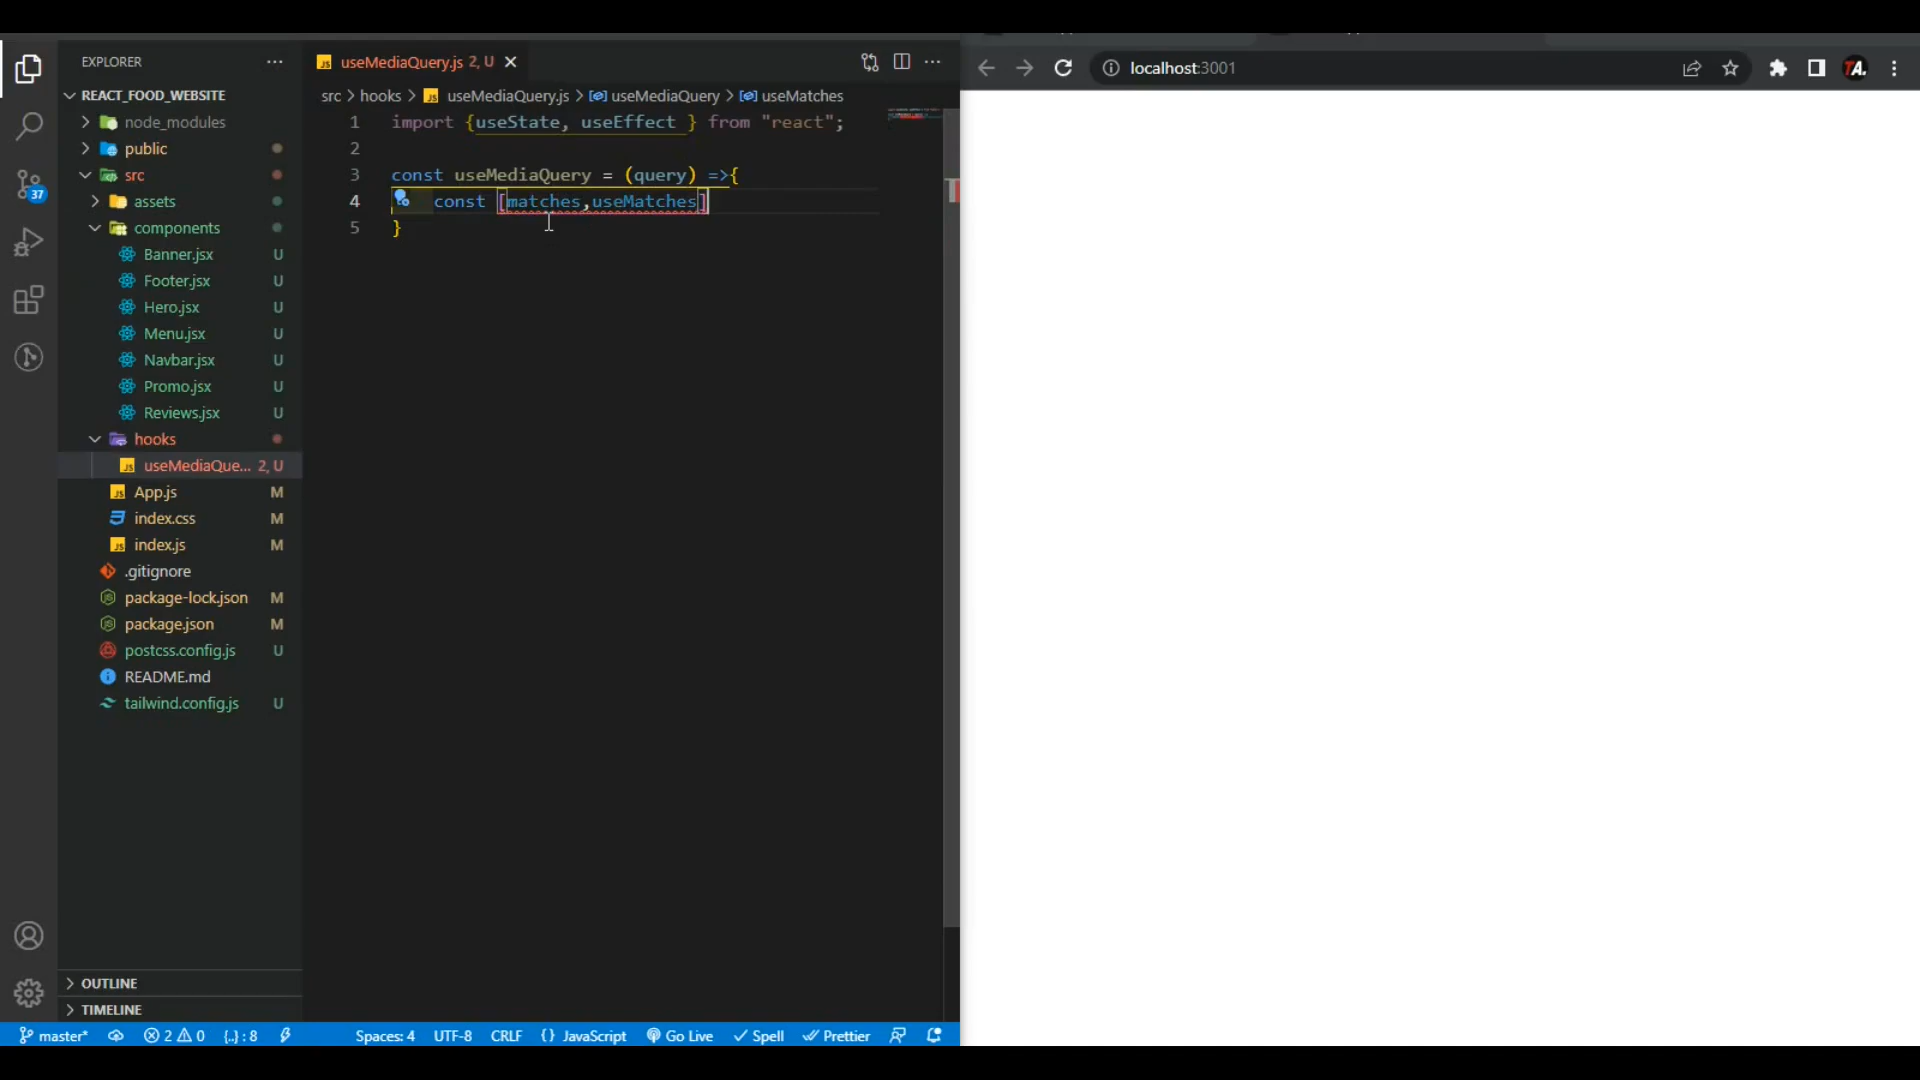 EXPLORER
REACT_FOOD_WEBSITE
node_modules
public
src
assets
components
Banner.jsx U
Footer.jsx U
Hero.jsx U
Menu.jsx U
Navbar.jsx U
Promo.jsx U
Reviews.jsx U
hooks
useMediaQue... 2, U
App.js M
index.css M
index.js M
.gitignore
package-lock.json M
package.json M
postcss.config.js U
README.md
tailwind.config.js U
OUTLINE
TIMELINE
37
useMediaQuery.js 2, U
src > hooks > JS useMediaQuery.js > useMediaQuery > useMatches
1 import {useState, useEffect } from "react";
2
3 const useMediaQuery = (query) =>{
4 const [matches,useMatches]
5 }
master* 2 0 {..} : 8 Spaces: 4 UTF-8 CRLF {} JavaScript Go Live Spell Prettier
localhost:3001
TA.